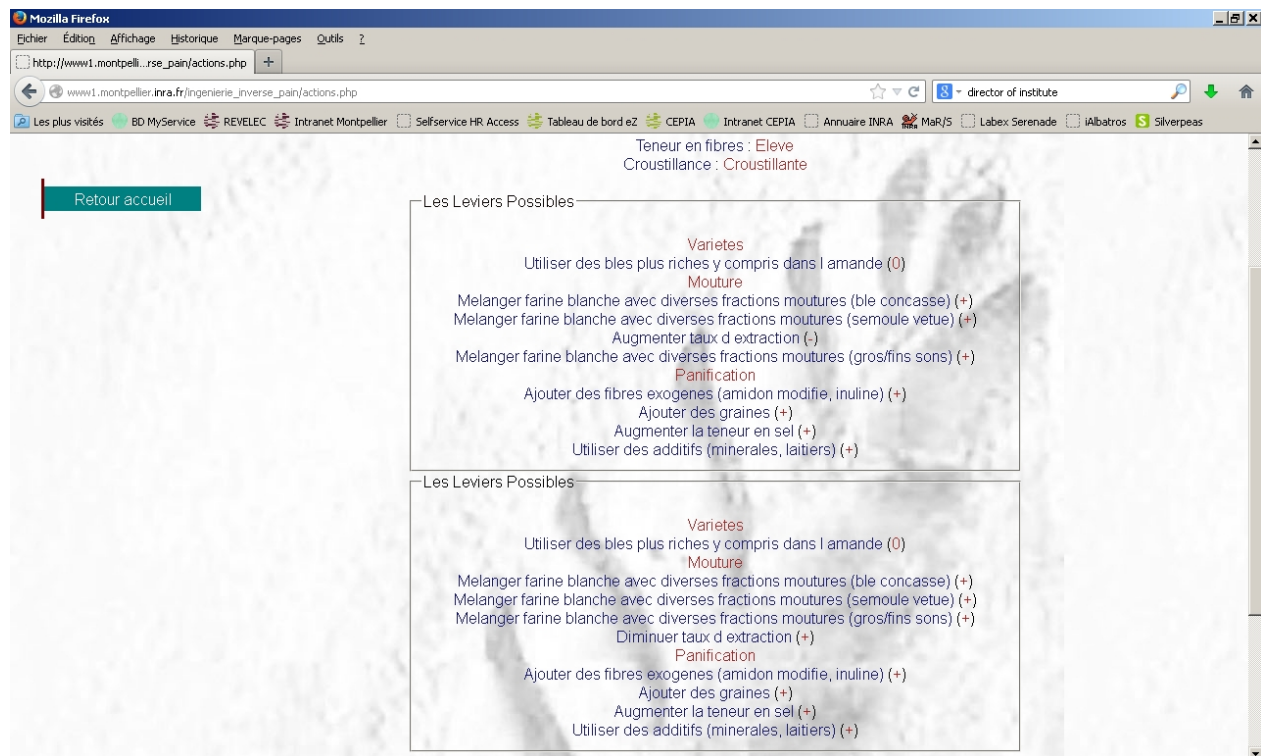 Mozilla Firefox
Fichier Édition Affichage Historique Marque-pages Outils ?
http://www1.montpelli...rse_pain/actions.php +
www1.montpellier.inra.fr/ingenierie_inverse_pain/actions.php
director of institute
Les plus visités BD MyService REVELEC Intranet Montpellier Selfservice HR Access Tableau de bord eZ CEPIA Intranet CEPIA Annuaire INRA MaR/S Labex Serenade iAlbatros Silverpeas
Teneur en fibres : Eleve
Croustillance : Croustillante
Retour accueil
Les Leviers Possibles
Varietes
Utiliser des bles plus riches y compris dans l amande (0)
Mouture
Melanger farine blanche avec diverses fractions moutures (ble concasse) (+)
Melanger farine blanche avec diverses fractions moutures (semoule vetue) (+)
Augmenter taux d extraction (-)
Melanger farine blanche avec diverses fractions moutures (gros/fins sons) (+)
Panification
Ajouter des fibres exogenes (amidon modifie, inuline) (+)
Ajouter des graines (+)
Augmenter la teneur en sel (+)
Utiliser des additifs (minerales, laitiers) (+)
Les Leviers Possibles
Varietes
Utiliser des bles plus riches y compris dans l amande (0)
Mouture
Melanger farine blanche avec diverses fractions moutures (ble concasse) (+)
Melanger farine blanche avec diverses fractions moutures (semoule vetue) (+)
Melanger farine blanche avec diverses fractions moutures (gros/fins sons) (+)
Diminuer taux d extraction (+)
Panification
Ajouter des fibres exogenes (amidon modifie, inuline) (+)
Ajouter des graines (+)
Augmenter la teneur en sel (+)
Utiliser des additifs (minerales, laitiers) (+)